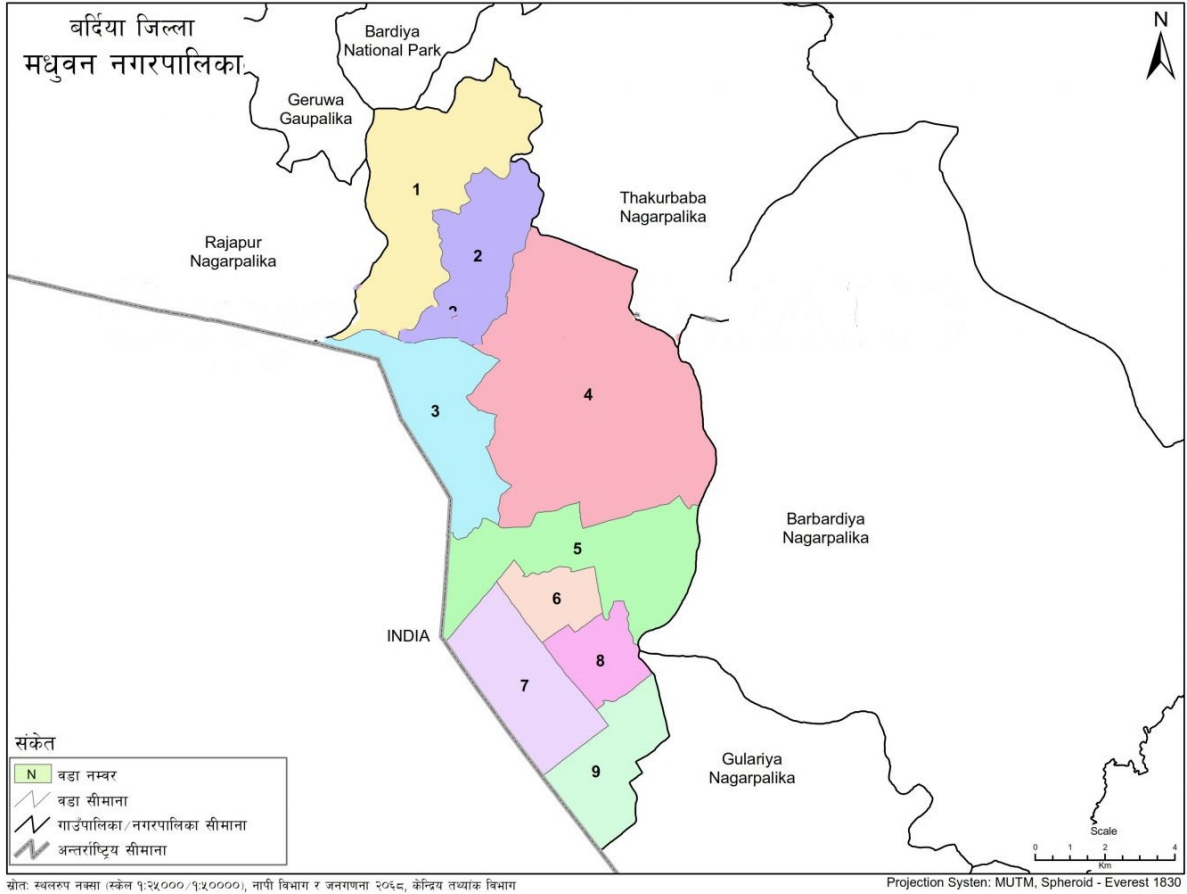 बर्दिया जिल्ला
मधुवन नगरपालिका
Bardiya
National Park
N
Geruwa
Gaupalika
1
Thakurbaba
Nagarpalika
Rajapur
Nagarpalika
2
3
4
Barbardiya
Nagarpalika
5
6
INDIA
8
7
Gulariya
Nagarpalika
9
संकेत
N वडा नम्वर
वडा सीमाना
गाउँपालिका/नगरपालिका सीमाना
अन्तर्राष्ट्रिय सीमाना
Scale
0 1 2 4
Km
स्रोत: स्थलरुप नक्सा (स्केल १:२५०००/१:५००००), नापी विभाग र जनगणना २०६८, केन्द्रिय तथ्यांक विभाग
Projection Systen: MUTM, Spheroid - Everest 1830